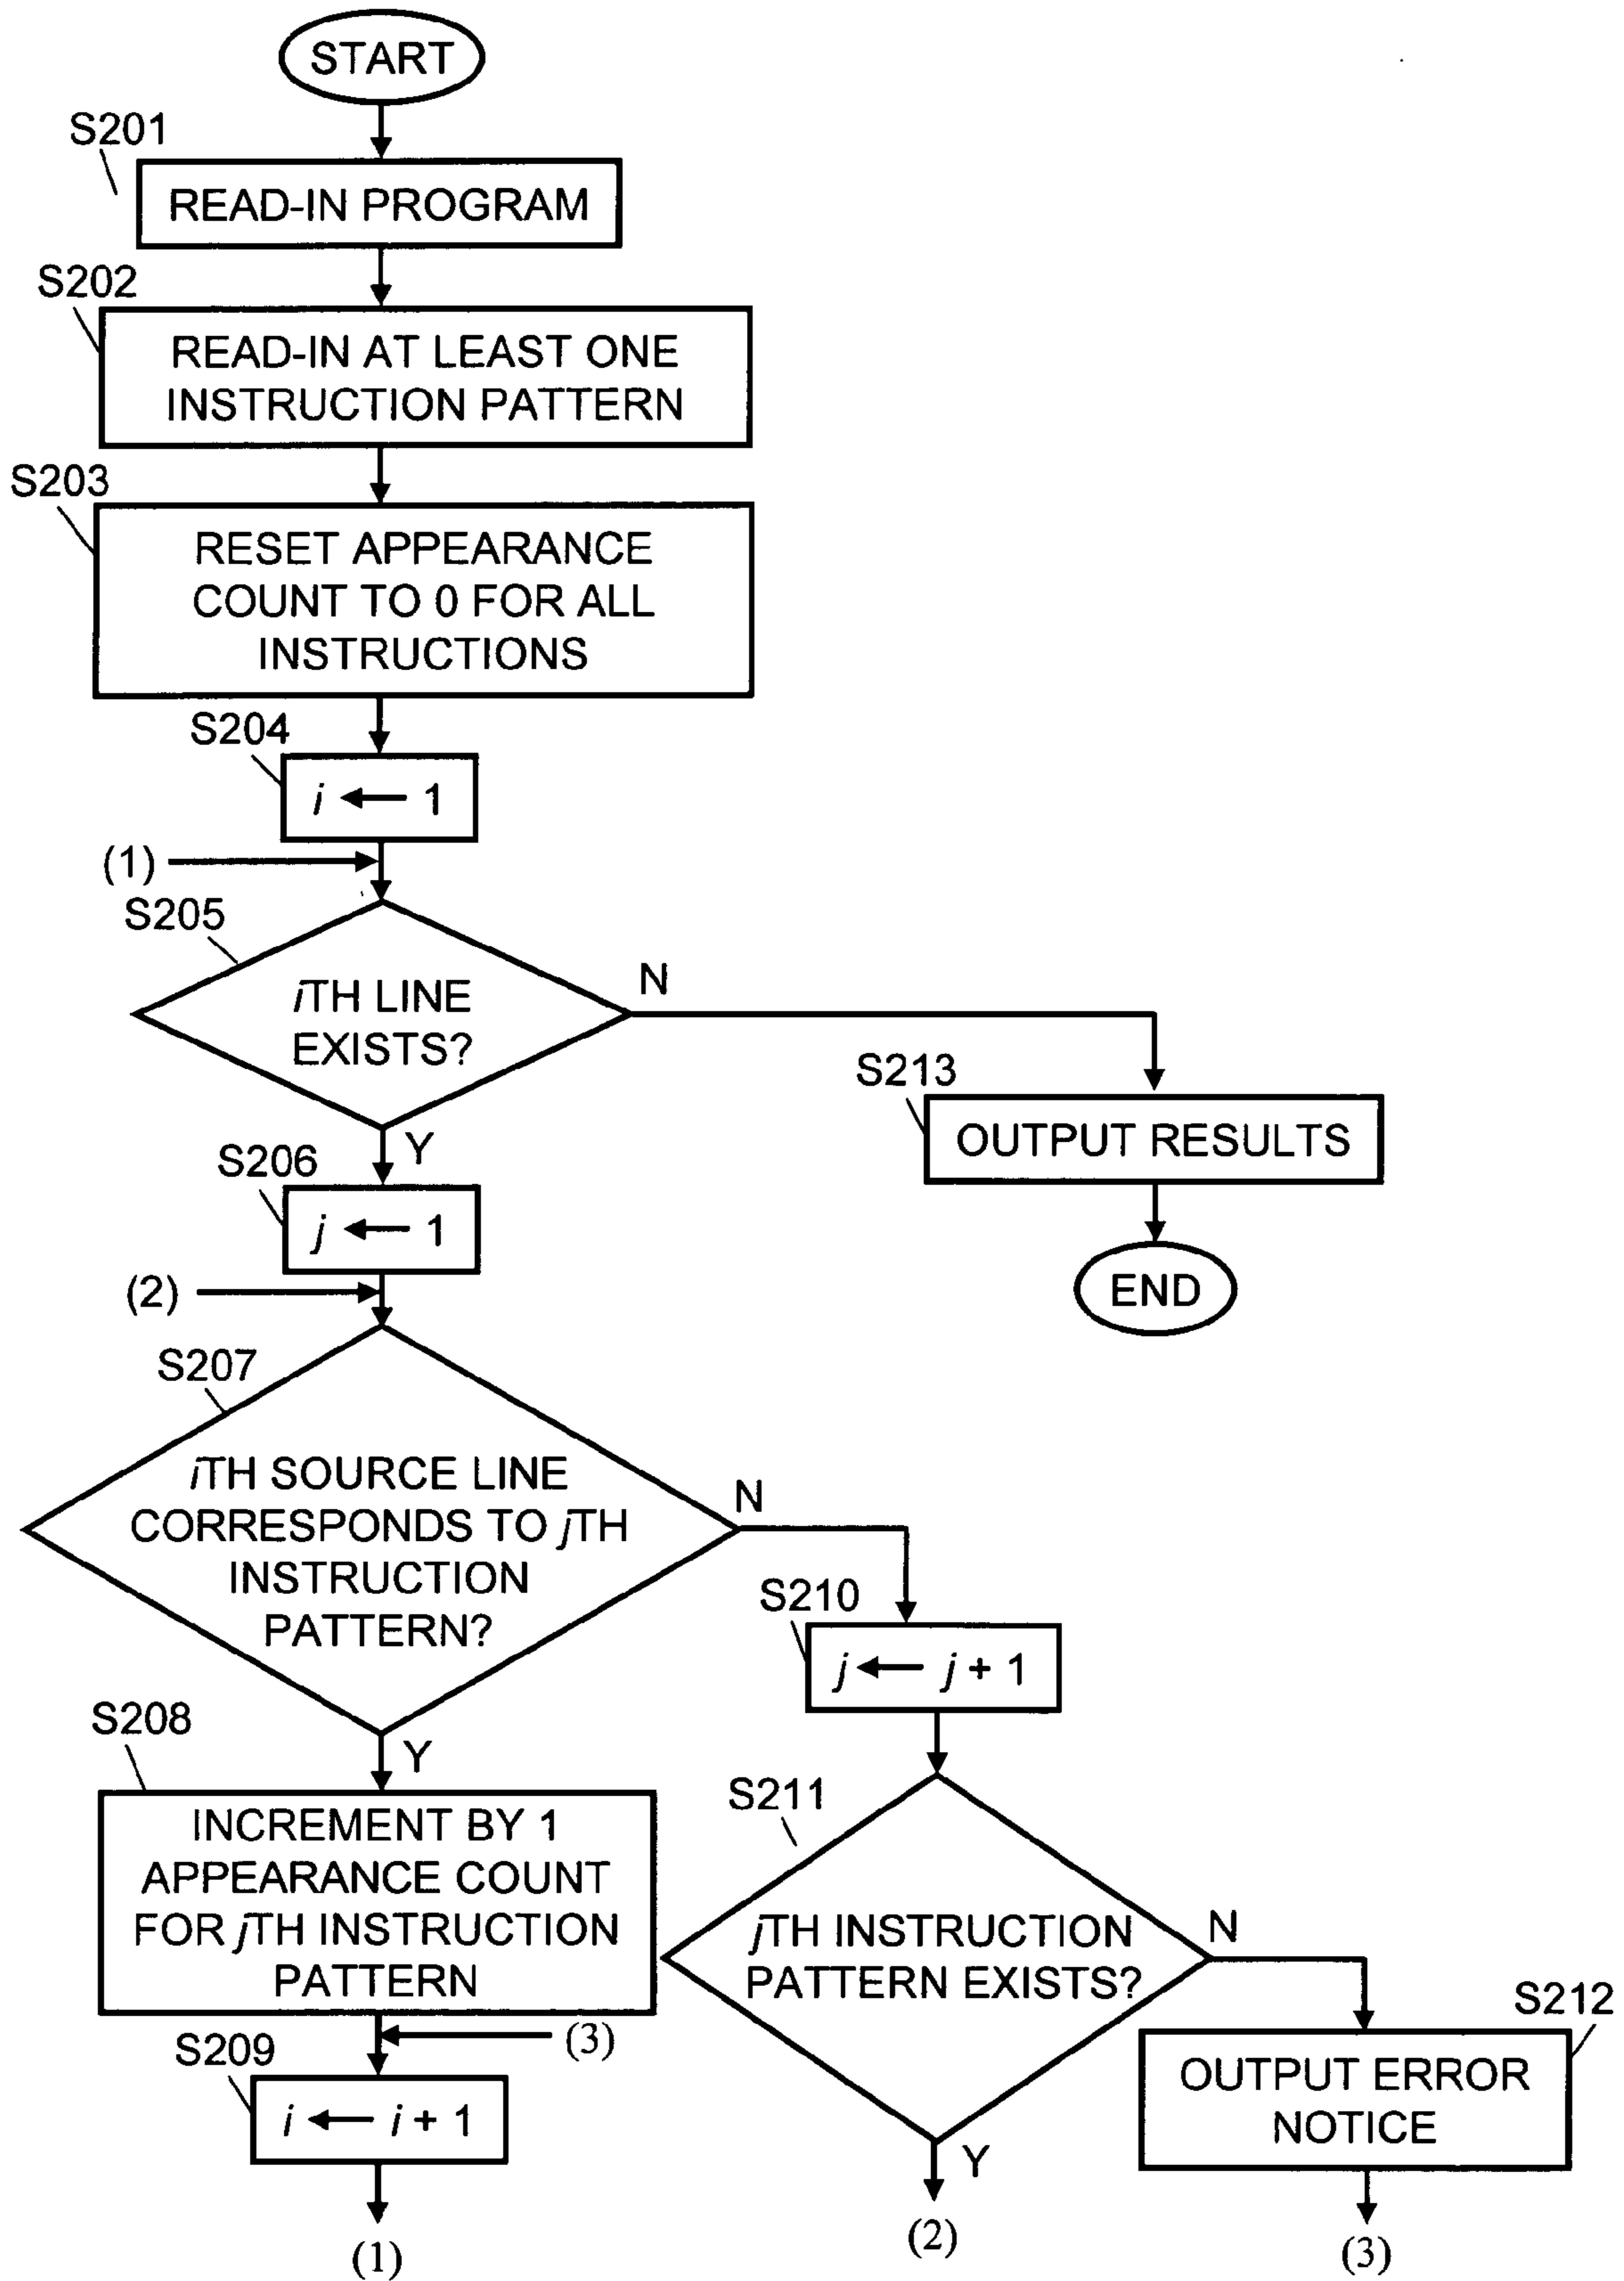 START
S201
READ-IN PROGRAM
S202
READ-IN AT LEAST ONE
INSTRUCTION PATTERN
S203
RESET APPEARANCE
COUNT TO 0 FOR ALL
INSTRUCTIONS
S204
i ← 1
(1)
S205
iTH LINE
EXISTS?
N
Y
S213
OUTPUT RESULTS
END
S206
j ← 1
(2)
S207
iTH SOURCE LINE
CORRESPONDS TO jTH
INSTRUCTION
PATTERN?
N
Y
S210
j ← j + 1
S208
INCREMENT BY 1
APPEARANCE COUNT
FOR jTH INSTRUCTION
PATTERN
S211
jTH INSTRUCTION
PATTERN EXISTS?
N
Y
S212
OUTPUT ERROR
NOTICE
(3)
S209
i ← i + 1
(1)
(2)
(3)